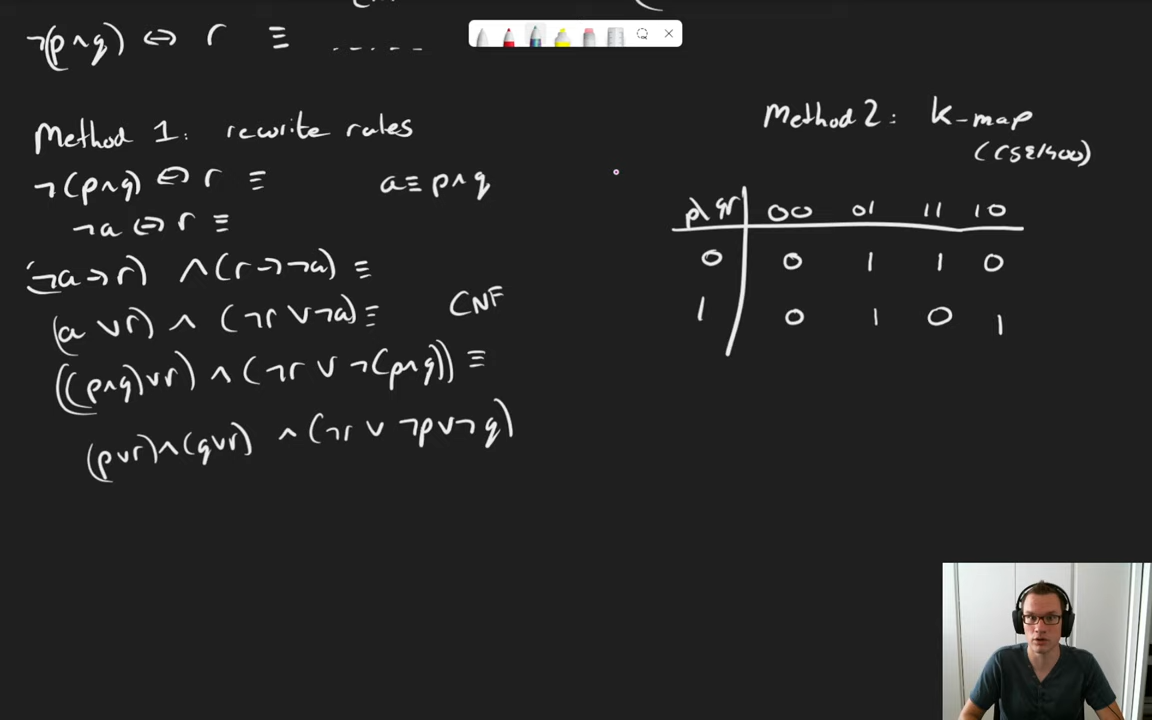 ¬(p∧q) ⇔ r ≡ .....
Method 1: rewrite rules
¬(p∧q) ⇔ r ≡
a ≡ p∧q
¬a ⇔ r ≡
(¬a → r) ∧ (r → ¬a) ≡
(a ∨ r) ∧ (¬r ∨ ¬a) ≡
CNF
((p∧q) ∨ r) ∧ (¬r ∨ ¬(p∧q)) ≡
(p∨r) ∧ (q∨r) ∧ (¬r ∨ ¬p ∨ ¬q)
Method 2: K-map
(CSE1400)
p\qr 00 01 11 10
0 0 1 1 0
1 0 1 0 1